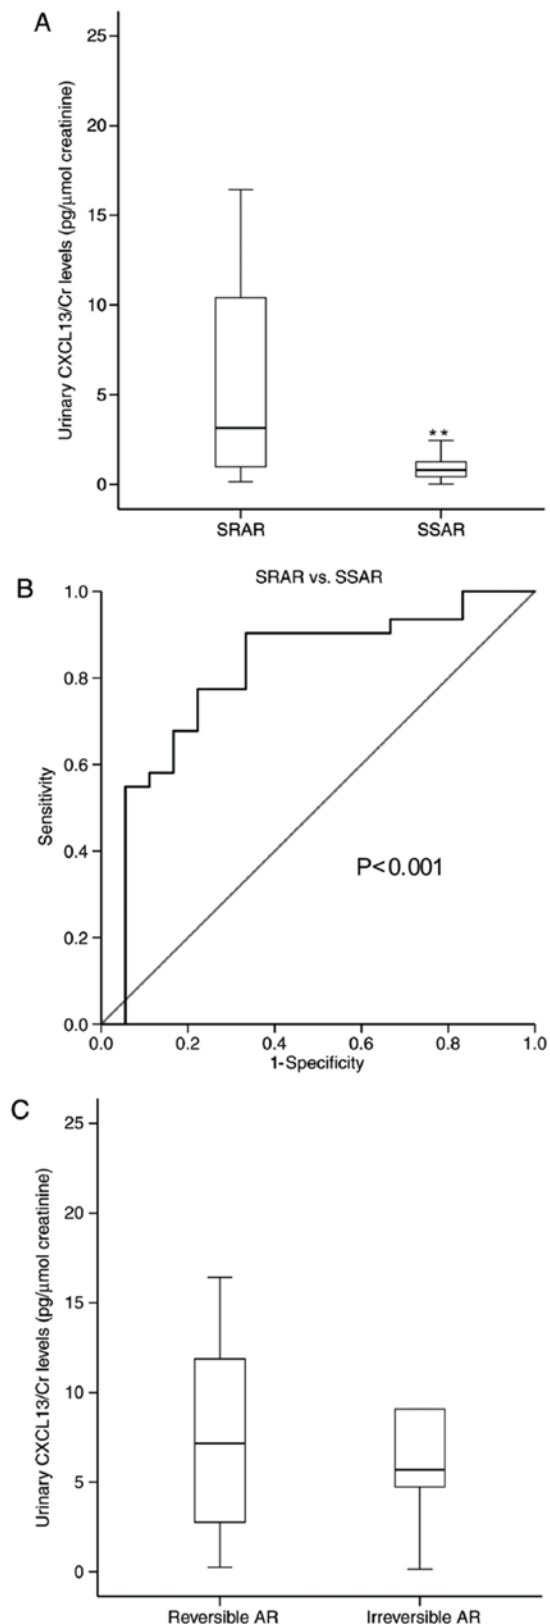 A
Urinary CXCL13/Cr levels (pg/μmol creatinine)
25
20
15
10
5
0
**
SRAR
SSAR
B
SRAR vs. SSAR
Sensitivity
1.0
0.8
0.6
0.4
0.2
0.0
P<0.001
0.0
0.2
0.4
0.6
0.8
1.0
1-Specificity
C
Urinary CXCL13/Cr levels (pg/μmol creatinine)
25
20
15
10
5
0
Reversible AR
Irreversible AR